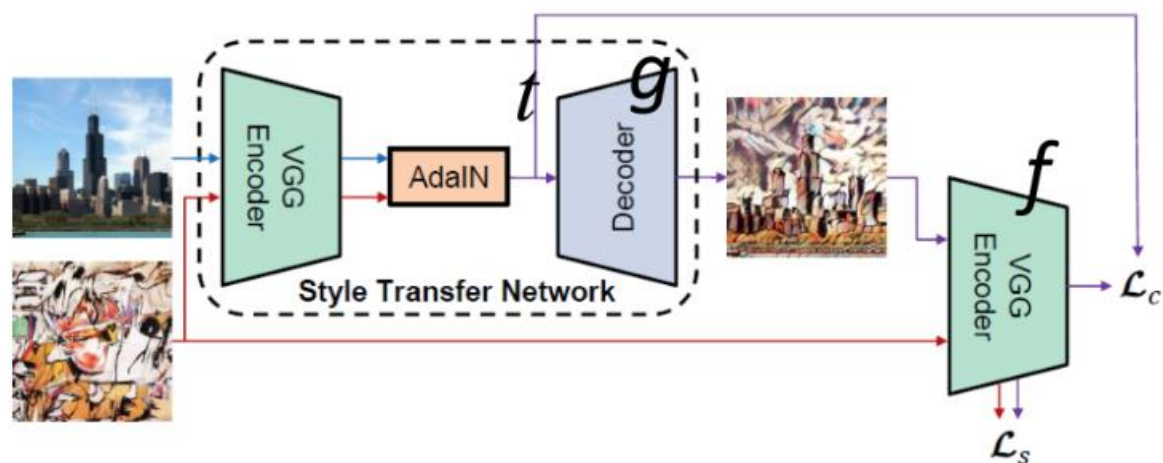 t
g
VGG
Encoder
AdaIN
Decoder
Style Transfer Network
f
VGG
Encoder
ℒc
ℒs